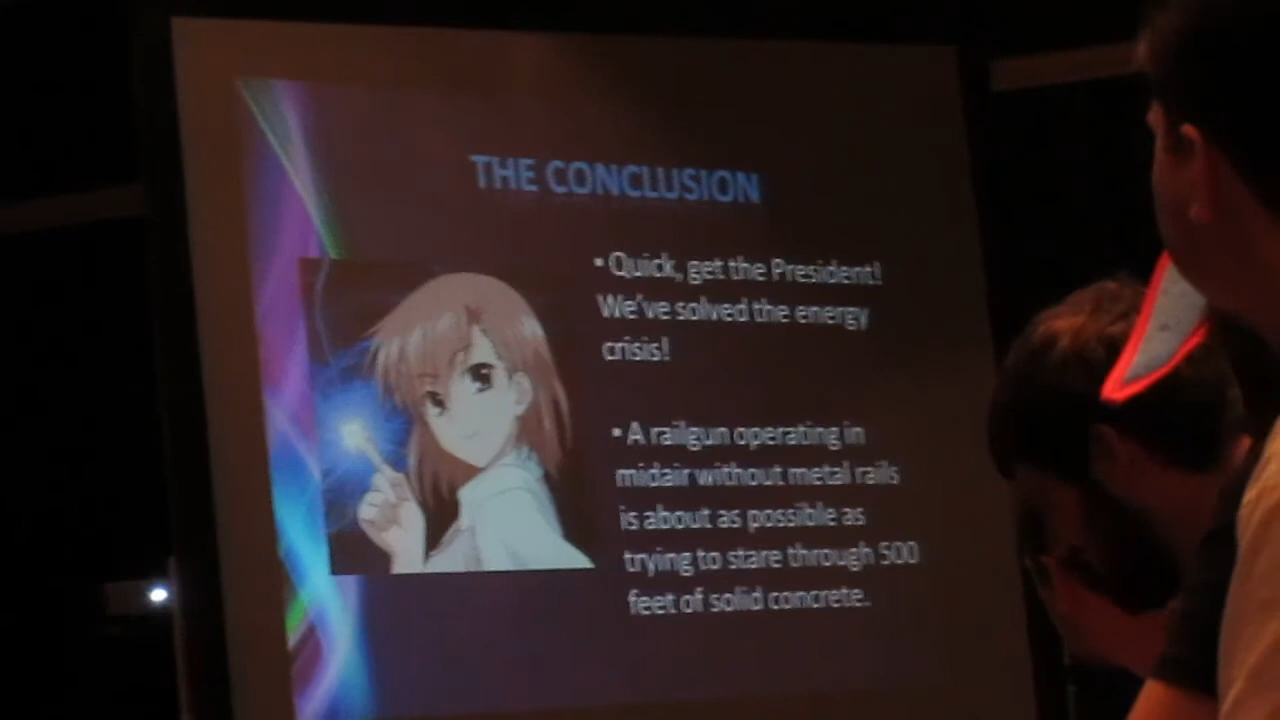 THE CONCLUSION
• Quick, get the President!
We've solved the energy
crisis!
• A railgun operating in
midair without metal rails
is about as possible as
trying to stare through 500
feet of solid concrete.